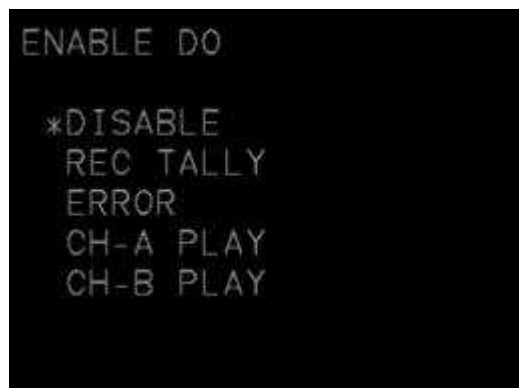 ENABLE DO
*DISABLE
REC TALLY
ERROR
CH-A PLAY
CH-B PLAY